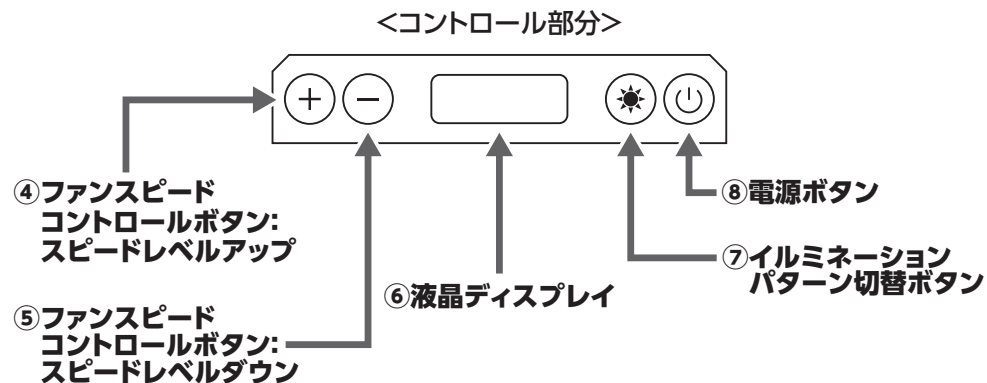 ＜コントロール部分＞
④ファンスピード
コントロールボタン:
スピードレベルアップ
⑤ファンスピード
コントロールボタン:
スピードレベルダウン
⑥液晶ディスプレイ
⑧電源ボタン
⑦イルミネーション
パターン切替ボタン